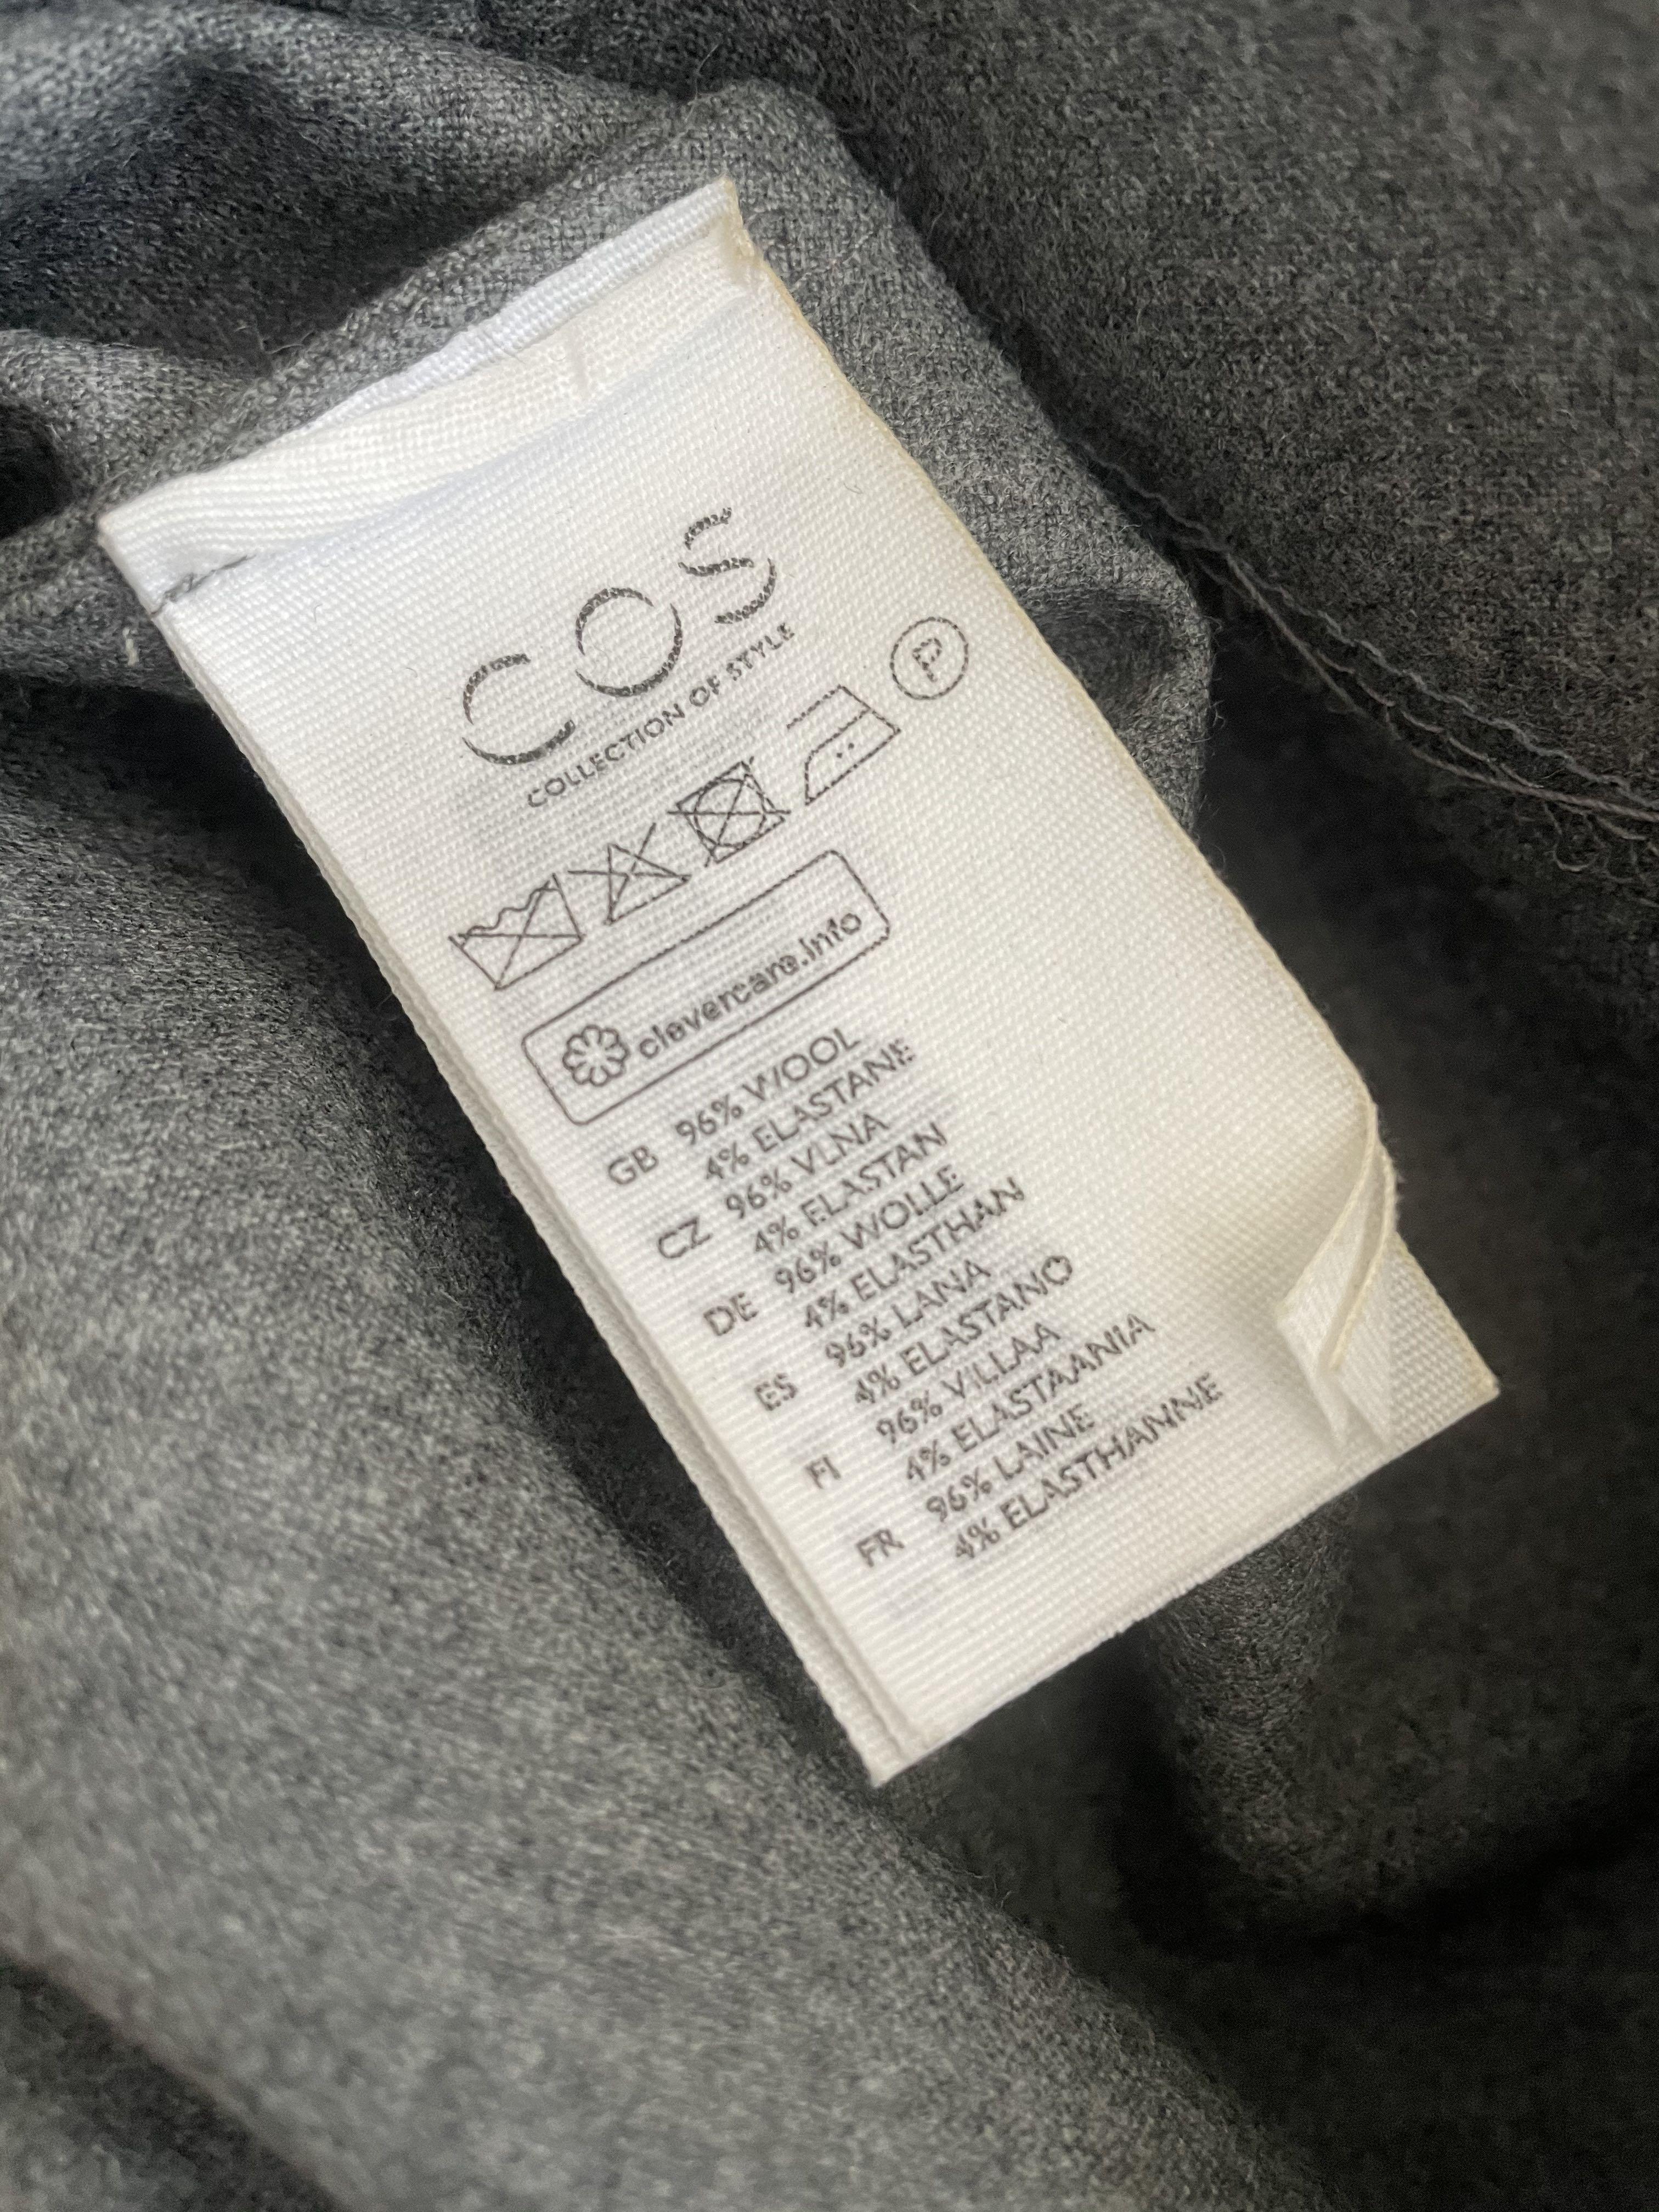 COS
COLLECTION OF STYLE
P
clevercare.info
GB 96% WOOL
4% ELASTANE
CZ 96% VLNA
4% ELASTAN
DE 96% WOLLE
4% ELASTHAN
ES 96% LANA
4% ELASTANO
FI 96% VILLAA
4% ELASTAANIA
FR 96% LAINE
4% ELASTHANNE